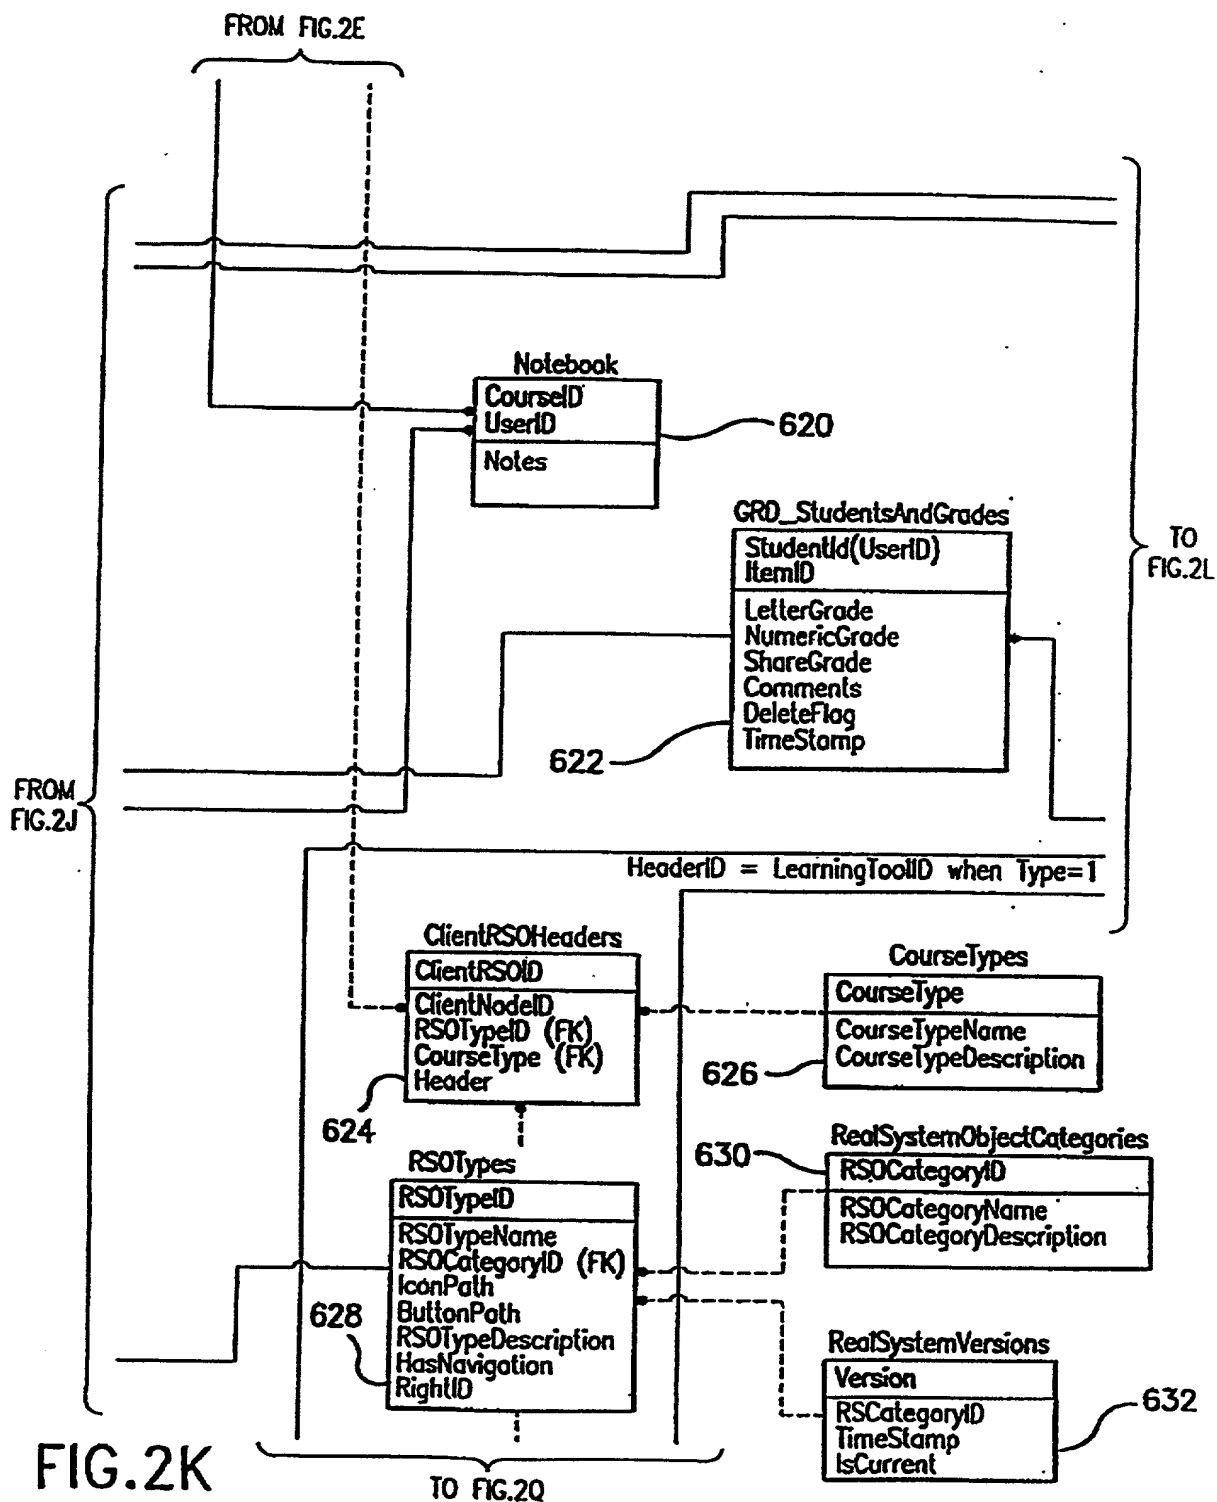 FROM FIG.2E
Notebook
CourseID
UserID
Notes
620
GRD_StudentsAndGrades
StudentId(UserID)
ItemID
LetterGrade
NumericGrade
ShareGrade
Comments
DeleteFlag
TimeStamp
622
TO
FIG.2L
FROM
FIG.2J
HeaderID = LearningToolID when Type=1
ClientRSOHeaders
ClientRSOID
ClientNodeID
RSOTypeID (FK)
CourseType (FK)
Header
624
CourseTypes
CourseType
CourseTypeName
CourseTypeDescription
626
RSOTypes
RSOTypeID
RSOTypeName
RSOCategoryID (FK)
IconPath
ButtonPath
RSOTypeDescription
HasNavigation
RightID
628
RealSystemObjectCategories
RSOCategoryID
RSOCategoryName
RSOCategoryDescription
630
RealSystemVersions
Version
RSCategoryID
TimeStamp
IsCurrent
632
FIG.2K
TO FIG.2Q